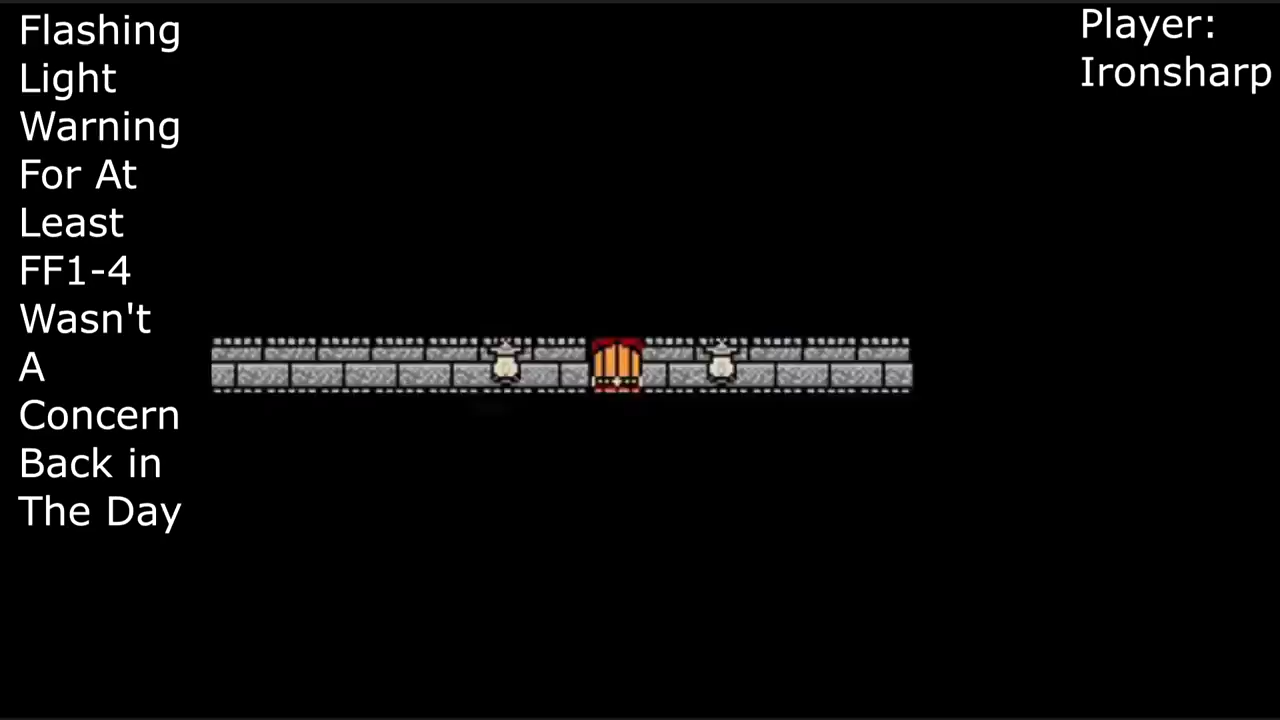 Flashing
Light
Warning
For At
Least
FF1-4
Wasn't
A
Concern
Back in
The Day
Player:
Ironsharp